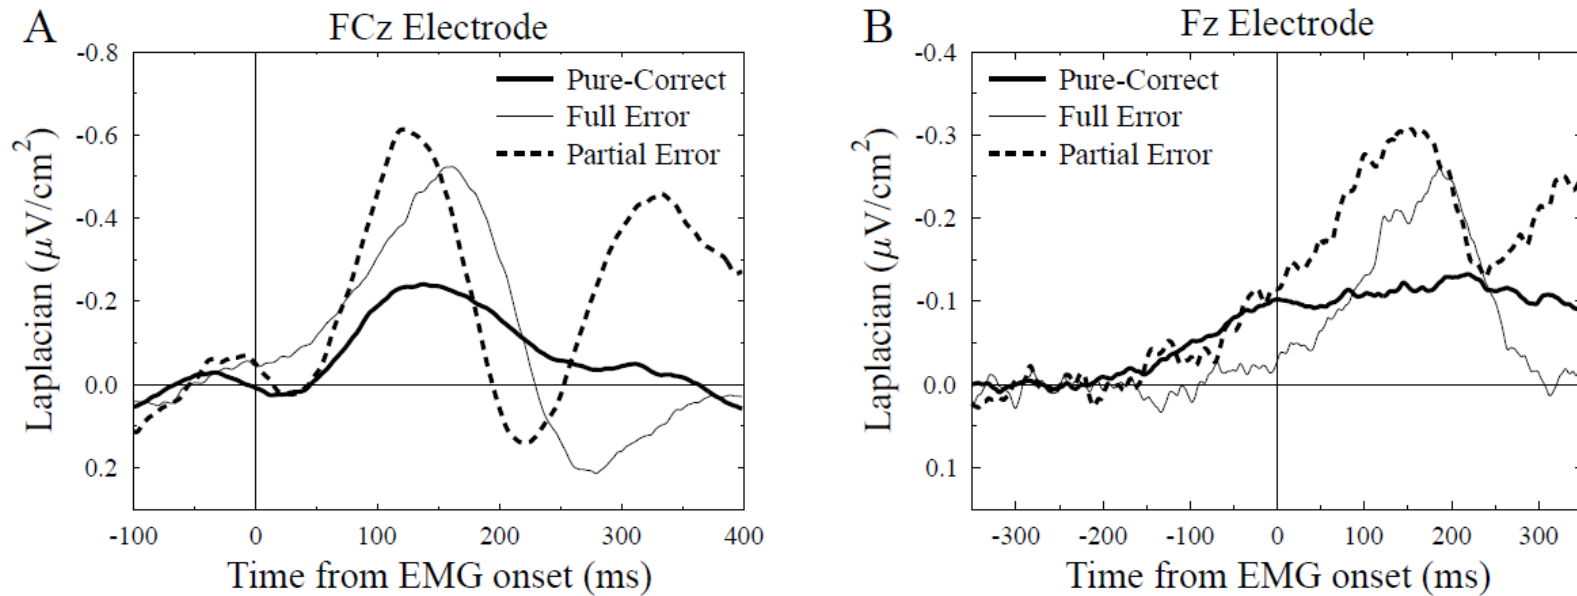 A
FCz Electrode
-0.8
-0.6
-0.4
-0.2
0.0
0.2
Laplacian (μV/cm²)
Pure-Correct
Full Error
Partial Error
-100 0 100 200 300 400
Time from EMG onset (ms)
B
Fz Electrode
-0.4
-0.3
-0.2
-0.1
0.0
0.1
Laplacian (μV/cm²)
Pure-Correct
Full Error
Partial Error
-300 -200 -100 0 100 200 300
Time from EMG onset (ms)